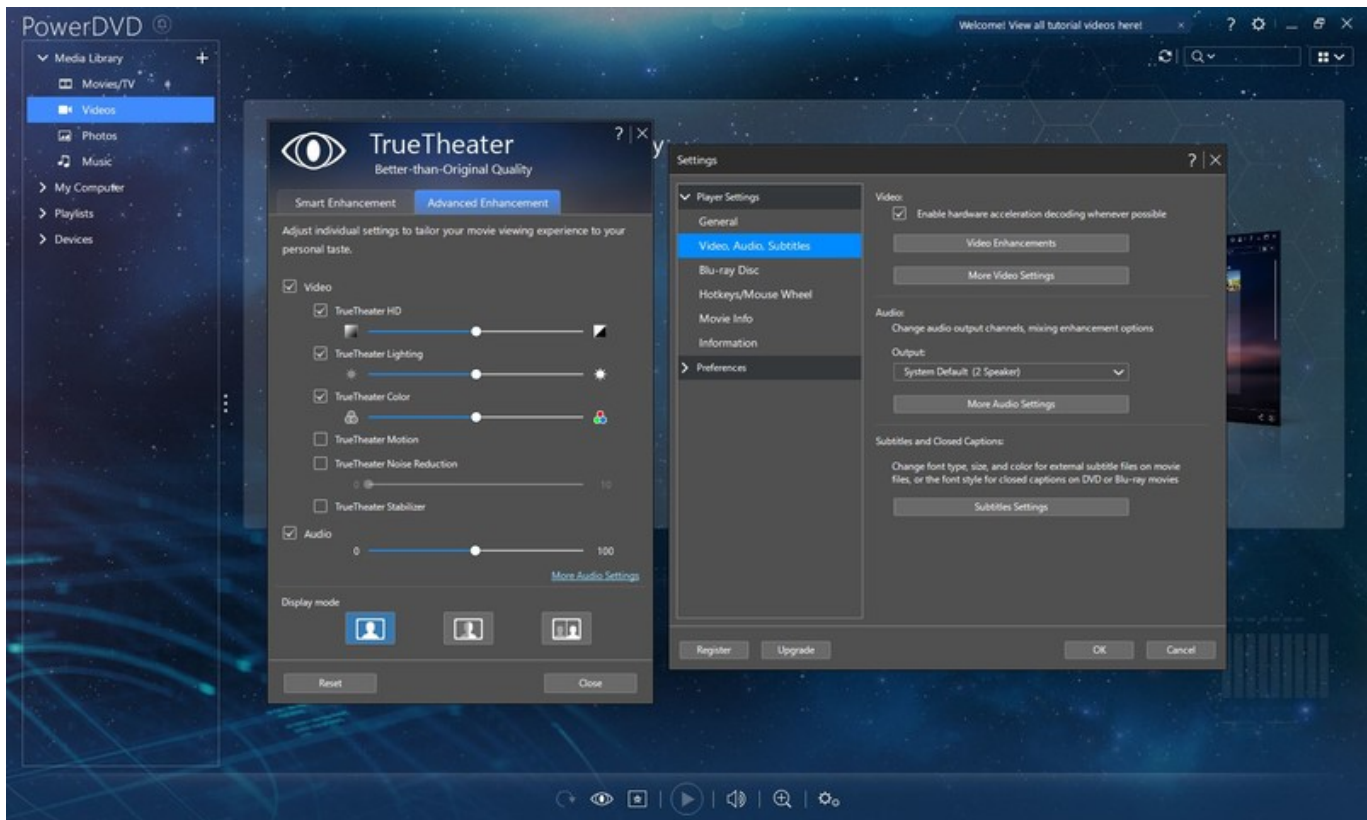 PowerDVD
Welcome! View all tutorial videos here!
Media Library
Movies/TV
Videos
Photos
Music
My Computer
Playlists
Devices
TrueTheater
Better-than-Original Quality
Smart Enhancement
Advanced Enhancement
Adjust individual settings to tailor your movie viewing experience to your
personal taste.
Video
TrueTheater HD
TrueTheater Lighting
TrueTheater Color
TrueTheater Motion
TrueTheater Noise Reduction
0 10
TrueTheater Stabilizer
Audio
0 100
More Audio Settings
Display mode
Reset
Close
y
Settings
Player Settings
General
Video, Audio, Subtitles
Blu-ray Disc
Hotkeys/Mouse Wheel
Movie Info
Information
Preferences
Video:
Enable hardware acceleration decoding whenever possible
Video Enhancements
More Video Settings
Audio:
Change audio output channels, mixing enhancement options
Output:
System Default (2 Speaker)
More Audio Settings
Subtitles and Closed Captions:
Change font type, size, and color for external subtitle files on movie
files, or the font style for closed captions on DVD or Blu-ray movies
Subtitles Settings
Register
Upgrade
OK
Cancel